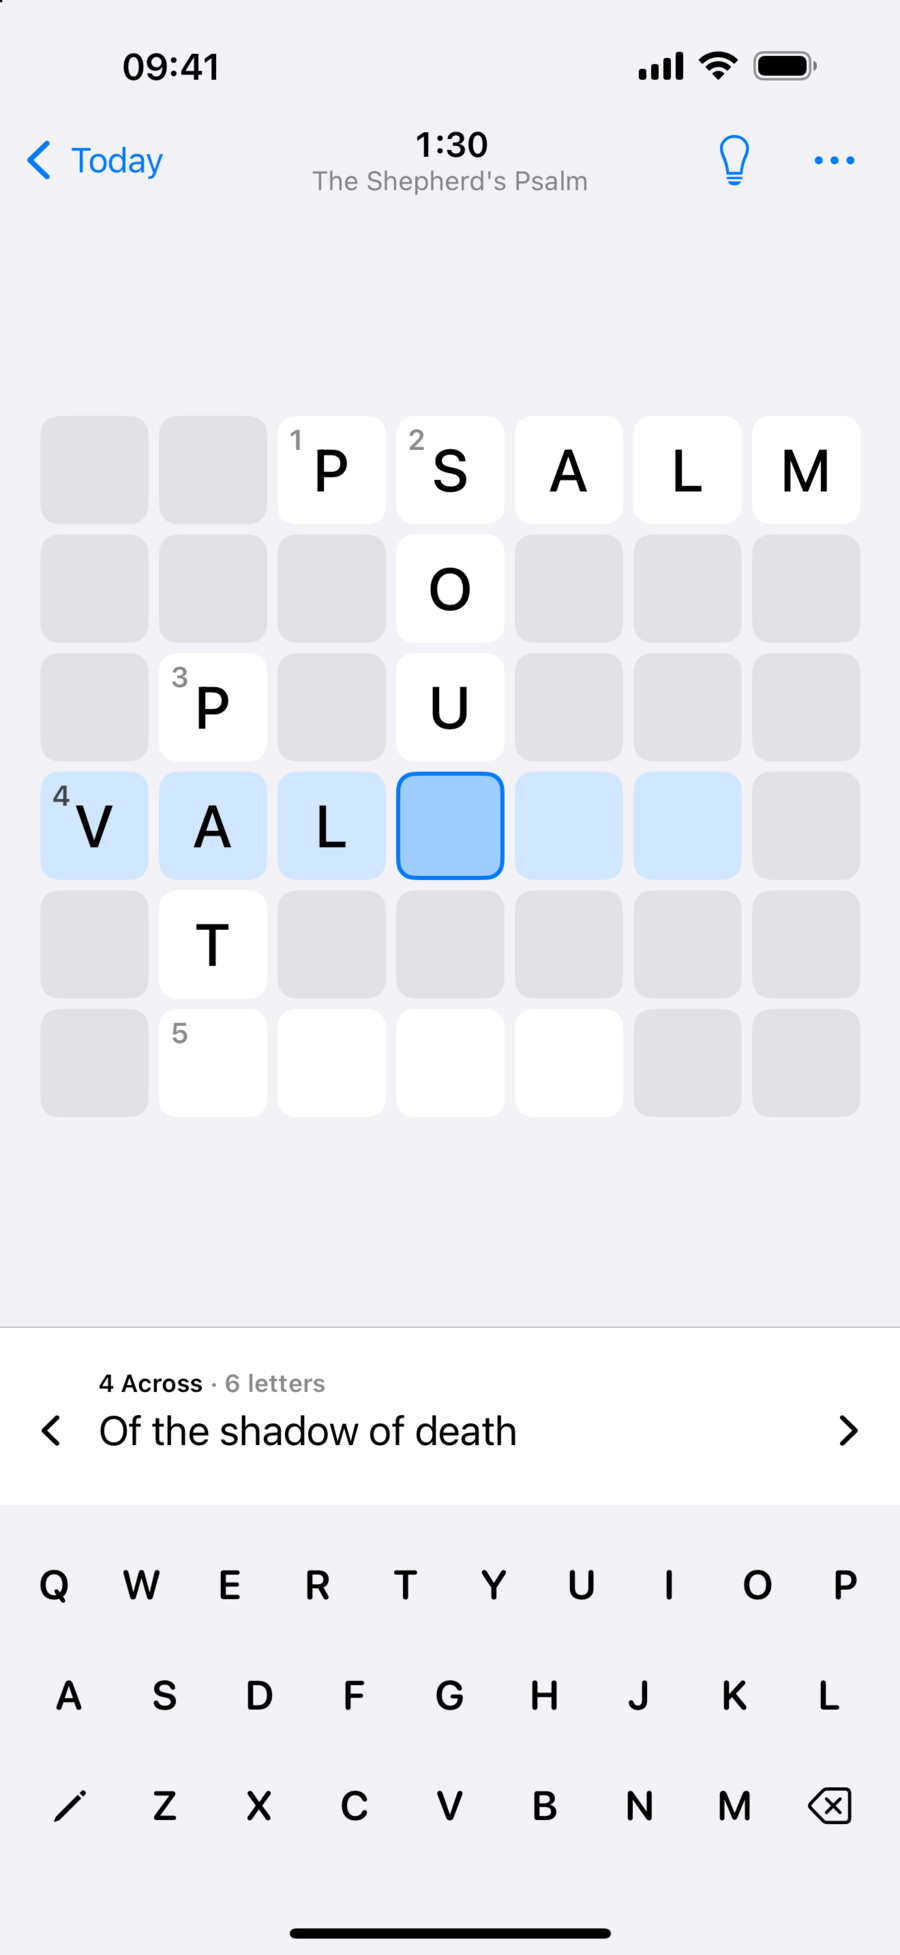 09:41
Today
1:30
The Shepherd's Psalm
1 P 2 S A L M
O
3 P U
4 V A L
T
5
4 Across · 6 letters
Of the shadow of death
Q W E R T Y U I O P
A S D F G H J K L
Z X C V B N M